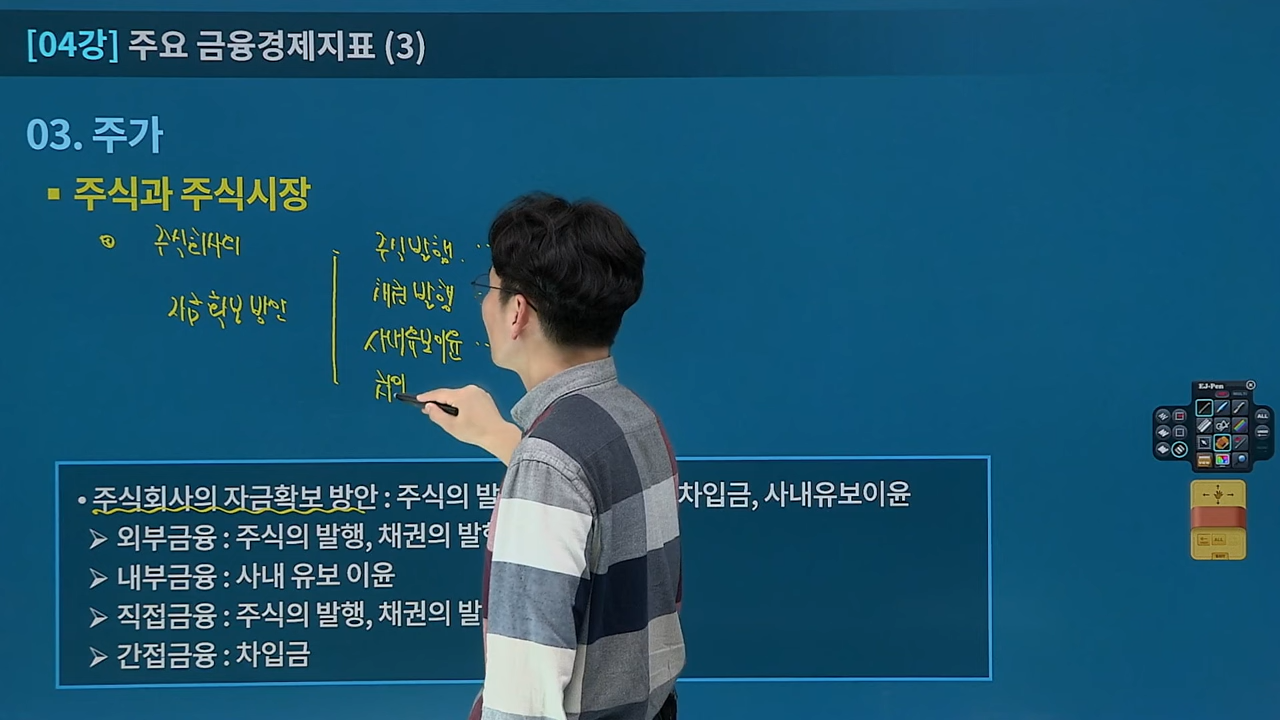 [04강] 주요 금융경제지표 (3)
03. 주가
▪ 주식과 주식시장
주식회사의
자금확보 방안
주식발행
채권 발행
사내유보이윤
차입
• 주식회사의 자금확보 방안 : 주식의 발 차입금, 사내유보이윤
➢ 외부금융 : 주식의 발행, 채권의 발행
➢ 내부금융 : 사내 유보 이윤
➢ 직접금융 : 주식의 발행, 채권의 발
➢ 간접금융 : 차입금
EJ-Pen
ALL
ALL